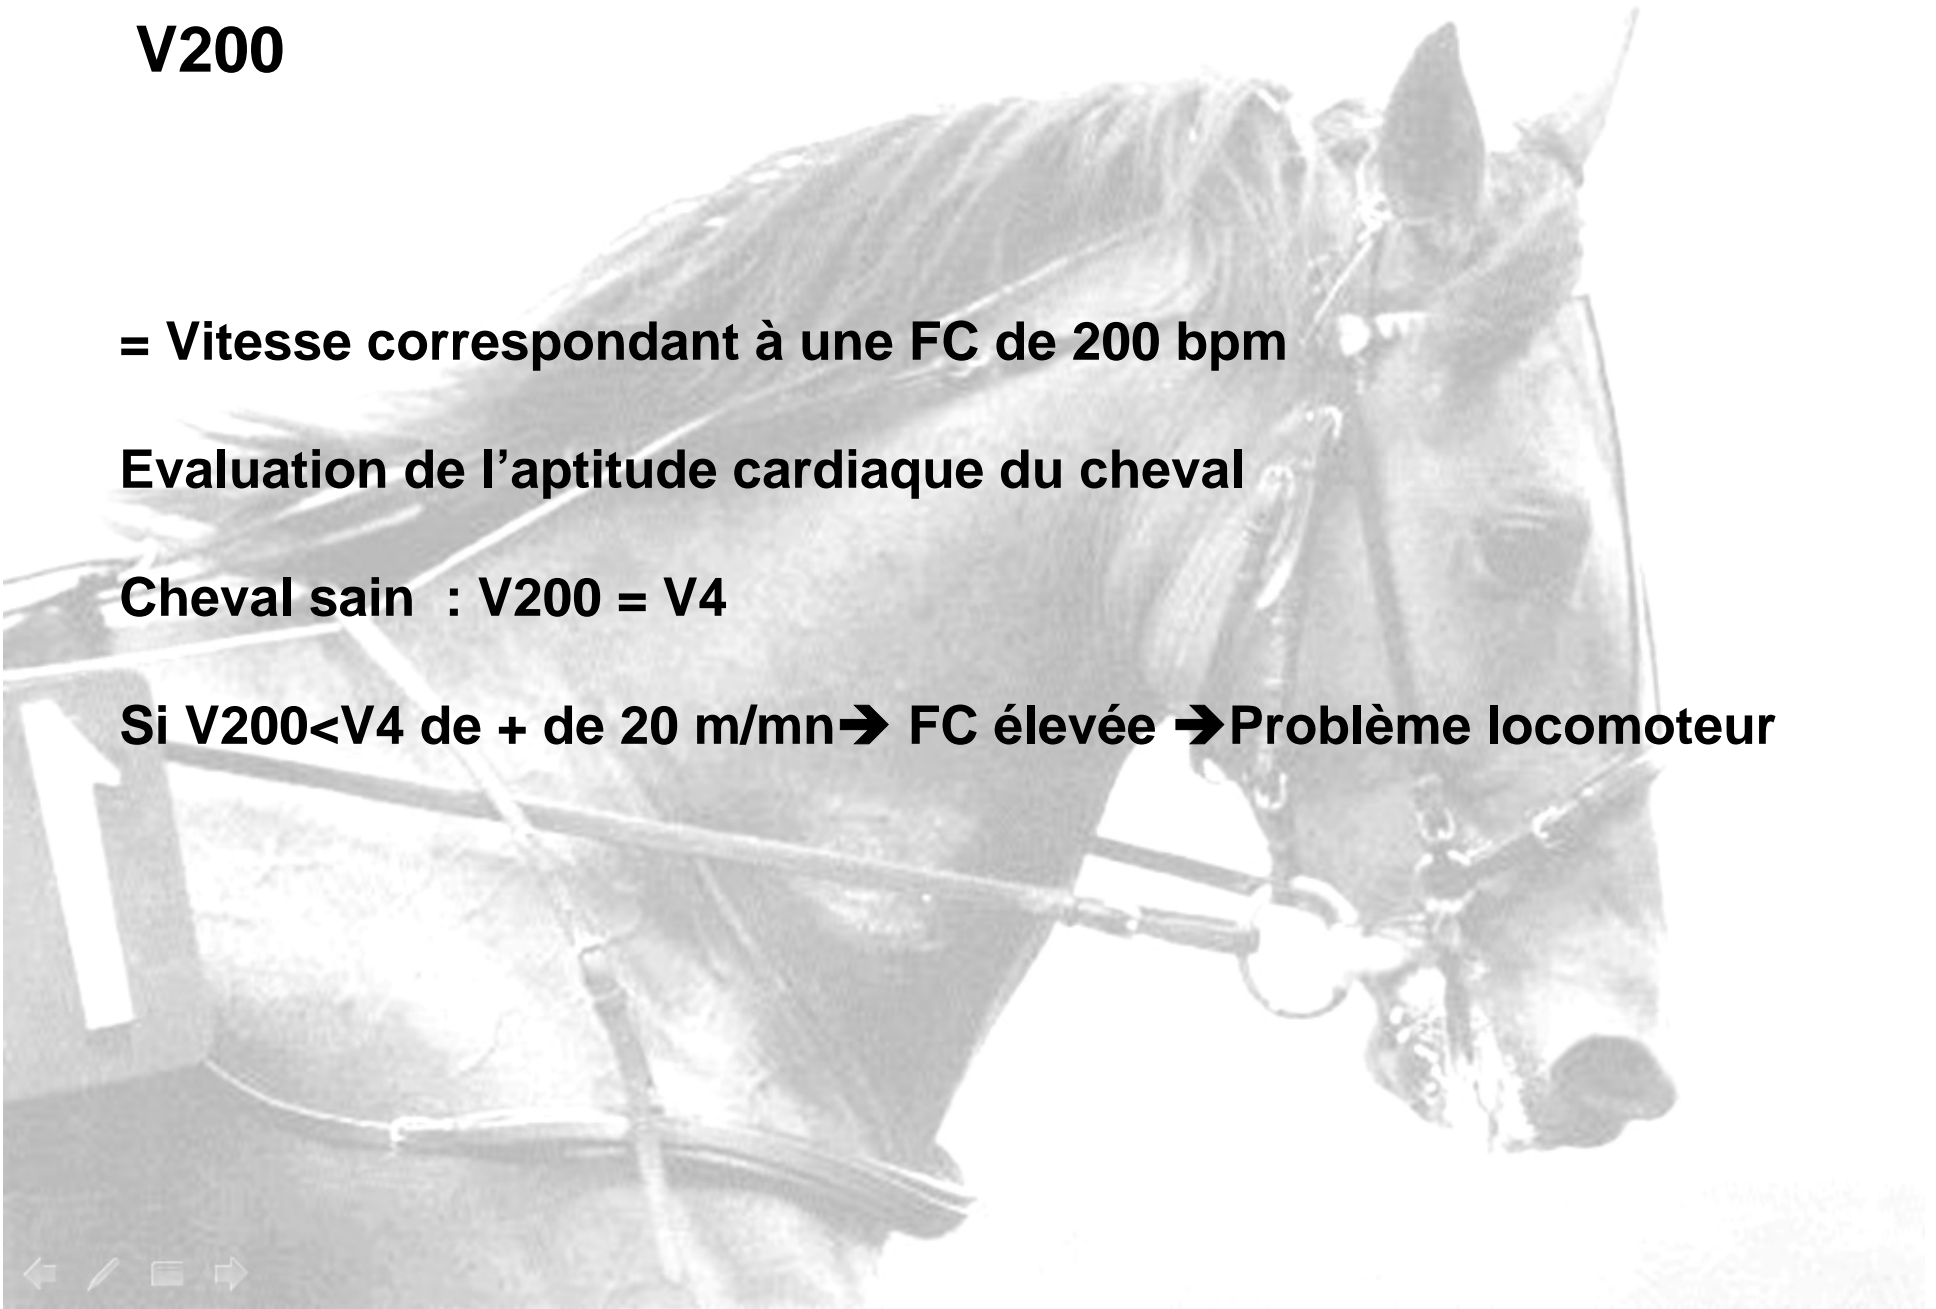 V200
= Vitesse correspondant à une FC de 200 bpm
Evaluation de l’aptitude cardiaque du cheval
Cheval sain : V200 = V4
Si V200<V4 de + de 20 m/mn➔ FC élevée ➔Problème locomoteur
1